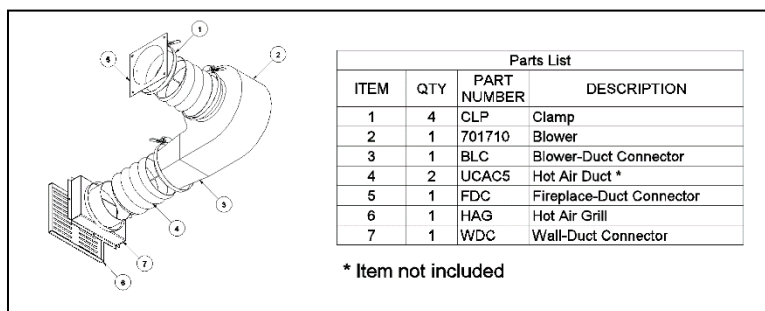 1
2
5
3
4
7
6
Parts List
ITEM QTY PART NUMBER DESCRIPTION
1 4 CLP Clamp
2 1 701710 Blower
3 1 BLC Blower-Duct Connector
4 2 UCAC5 Hot Air Duct *
5 1 FDC Fireplace-Duct Connector
6 1 HAG Hot Air Grill
7 1 WDC Wall-Duct Connector
* Item not included